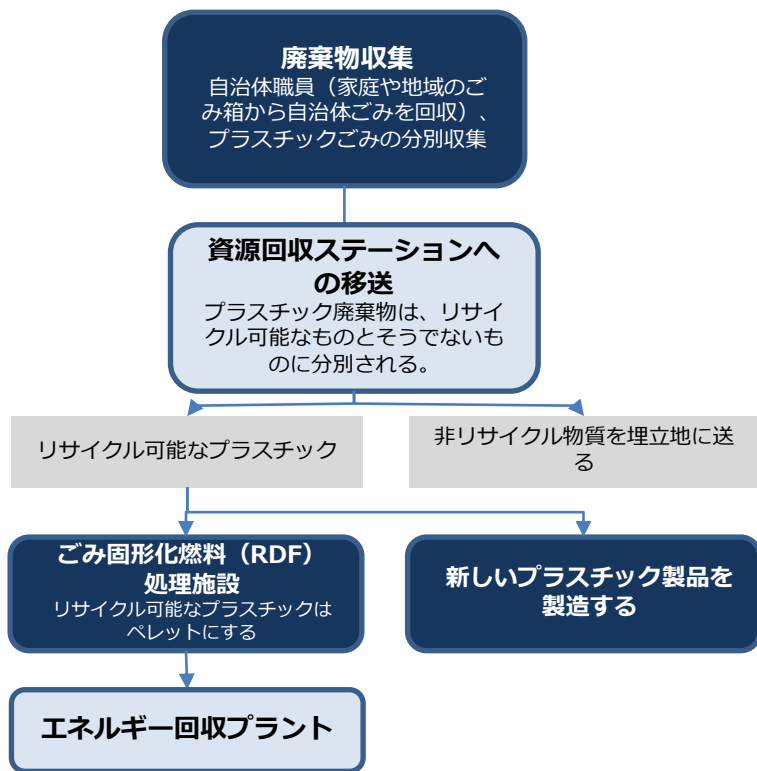 廃棄物収集
自治体職員（家庭や地域のご
み箱から自治体ごみを回収）、
プラスチックごみの分別収集
資源回収ステーションへ
の移送
プラスチック廃棄物は、リサイ
クル可能なものとそうでないも
のに分別される。
リサイクル可能なプラスチック
非リサイクル物質を埋立地に送
る
ごみ固形化燃料（RDF）
処理施設
リサイクル可能なプラスチックは
ペレットにする
新しいプラスチック製品を
製造する
エネルギー回収プラント